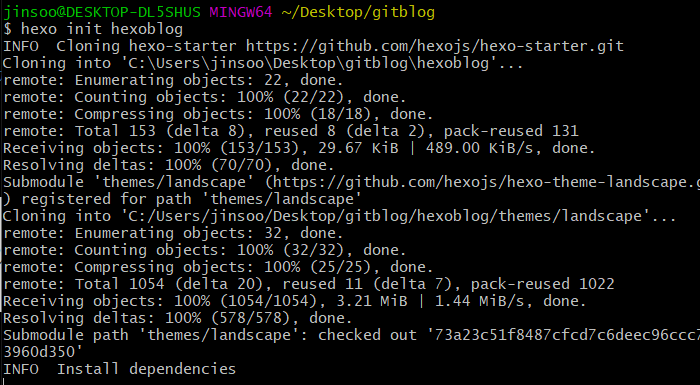 jinsoo@DESKTOP-DL5SHUS MINGW64 ~/Desktop/gitblog
$ hexo init hexoblog
INFO  Cloning hexo-starter https://github.com/hexojs/hexo-starter.git
Cloning into 'C:\Users\jinsoo\Desktop\gitblog\hexoblog'...
remote: Enumerating objects: 22, done.
remote: Counting objects: 100% (22/22), done.
remote: Compressing objects: 100% (18/18), done.
remote: Total 153 (delta 8), reused 8 (delta 2), pack-reused 131
Receiving objects: 100% (153/153), 29.67 KiB | 489.00 KiB/s, done.
Resolving deltas: 100% (70/70), done.
Submodule 'themes/landscape' (https://github.com/hexojs/hexo-theme-landscape.g
) registered for path 'themes/landscape'
Cloning into 'C:/Users/jinsoo/Desktop/gitblog/hexoblog/themes/landscape'...
remote: Enumerating objects: 32, done.
remote: Counting objects: 100% (32/32), done.
remote: Compressing objects: 100% (25/25), done.
remote: Total 1054 (delta 20), reused 11 (delta 7), pack-reused 1022
Receiving objects: 100% (1054/1054), 3.21 MiB | 1.44 MiB/s, done.
Resolving deltas: 100% (578/578), done.
Submodule path 'themes/landscape': checked out '73a23c51f8487cfcd7c6deec96ccc7
3960d350'
INFO  Install dependencies